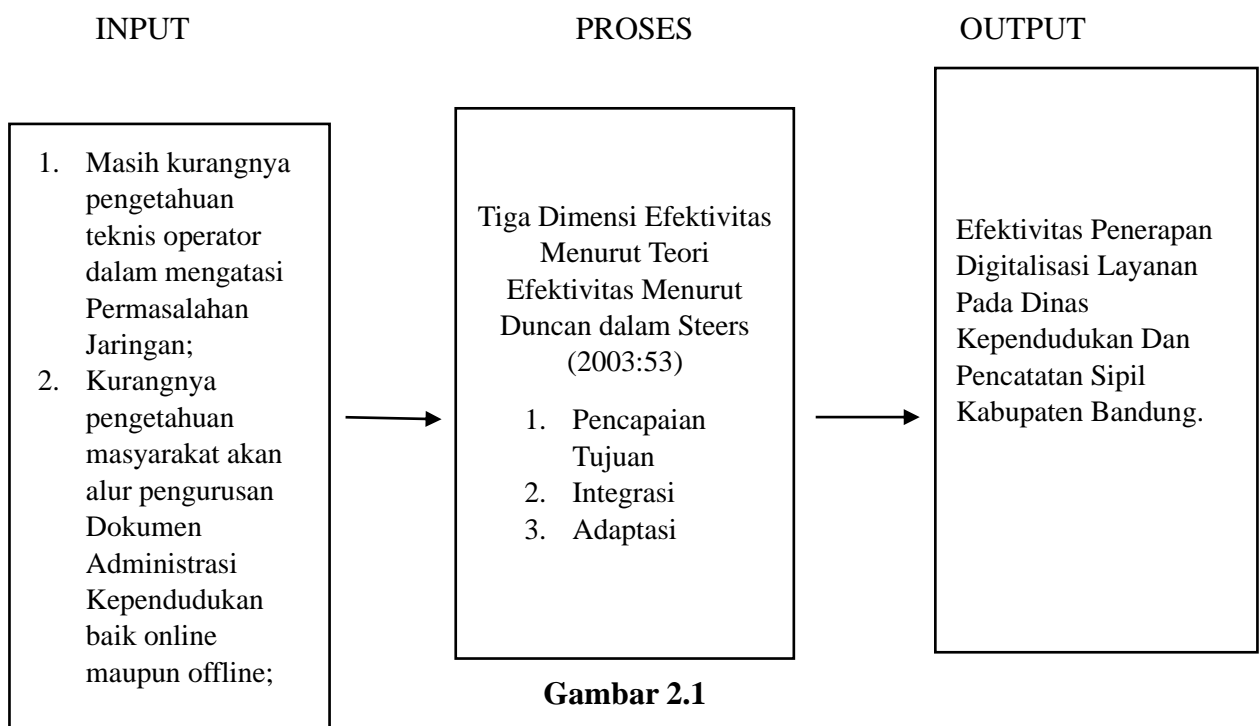 INPUT
PROSES
OUTPUT
1. Masih kurangnya
pengetahuan
teknis operator
dalam mengatasi
Permasalahan
Jaringan;
2. Kurangnya
pengetahuan
masyarakat akan
alur pengurusan
Dokumen
Administrasi
Kependudukan
baik online
maupun offline;
Tiga Dimensi Efektivitas
Menurut Teori
Efektivitas Menurut
Duncan dalam Steers
(2003:53)
1. Pencapaian
Tujuan
2. Integrasi
3. Adaptasi
Efektivitas Penerapan
Digitalisasi Layanan
Pada Dinas
Kependudukan Dan
Pencatatan Sipil
Kabupaten Bandung.
Gambar 2.1